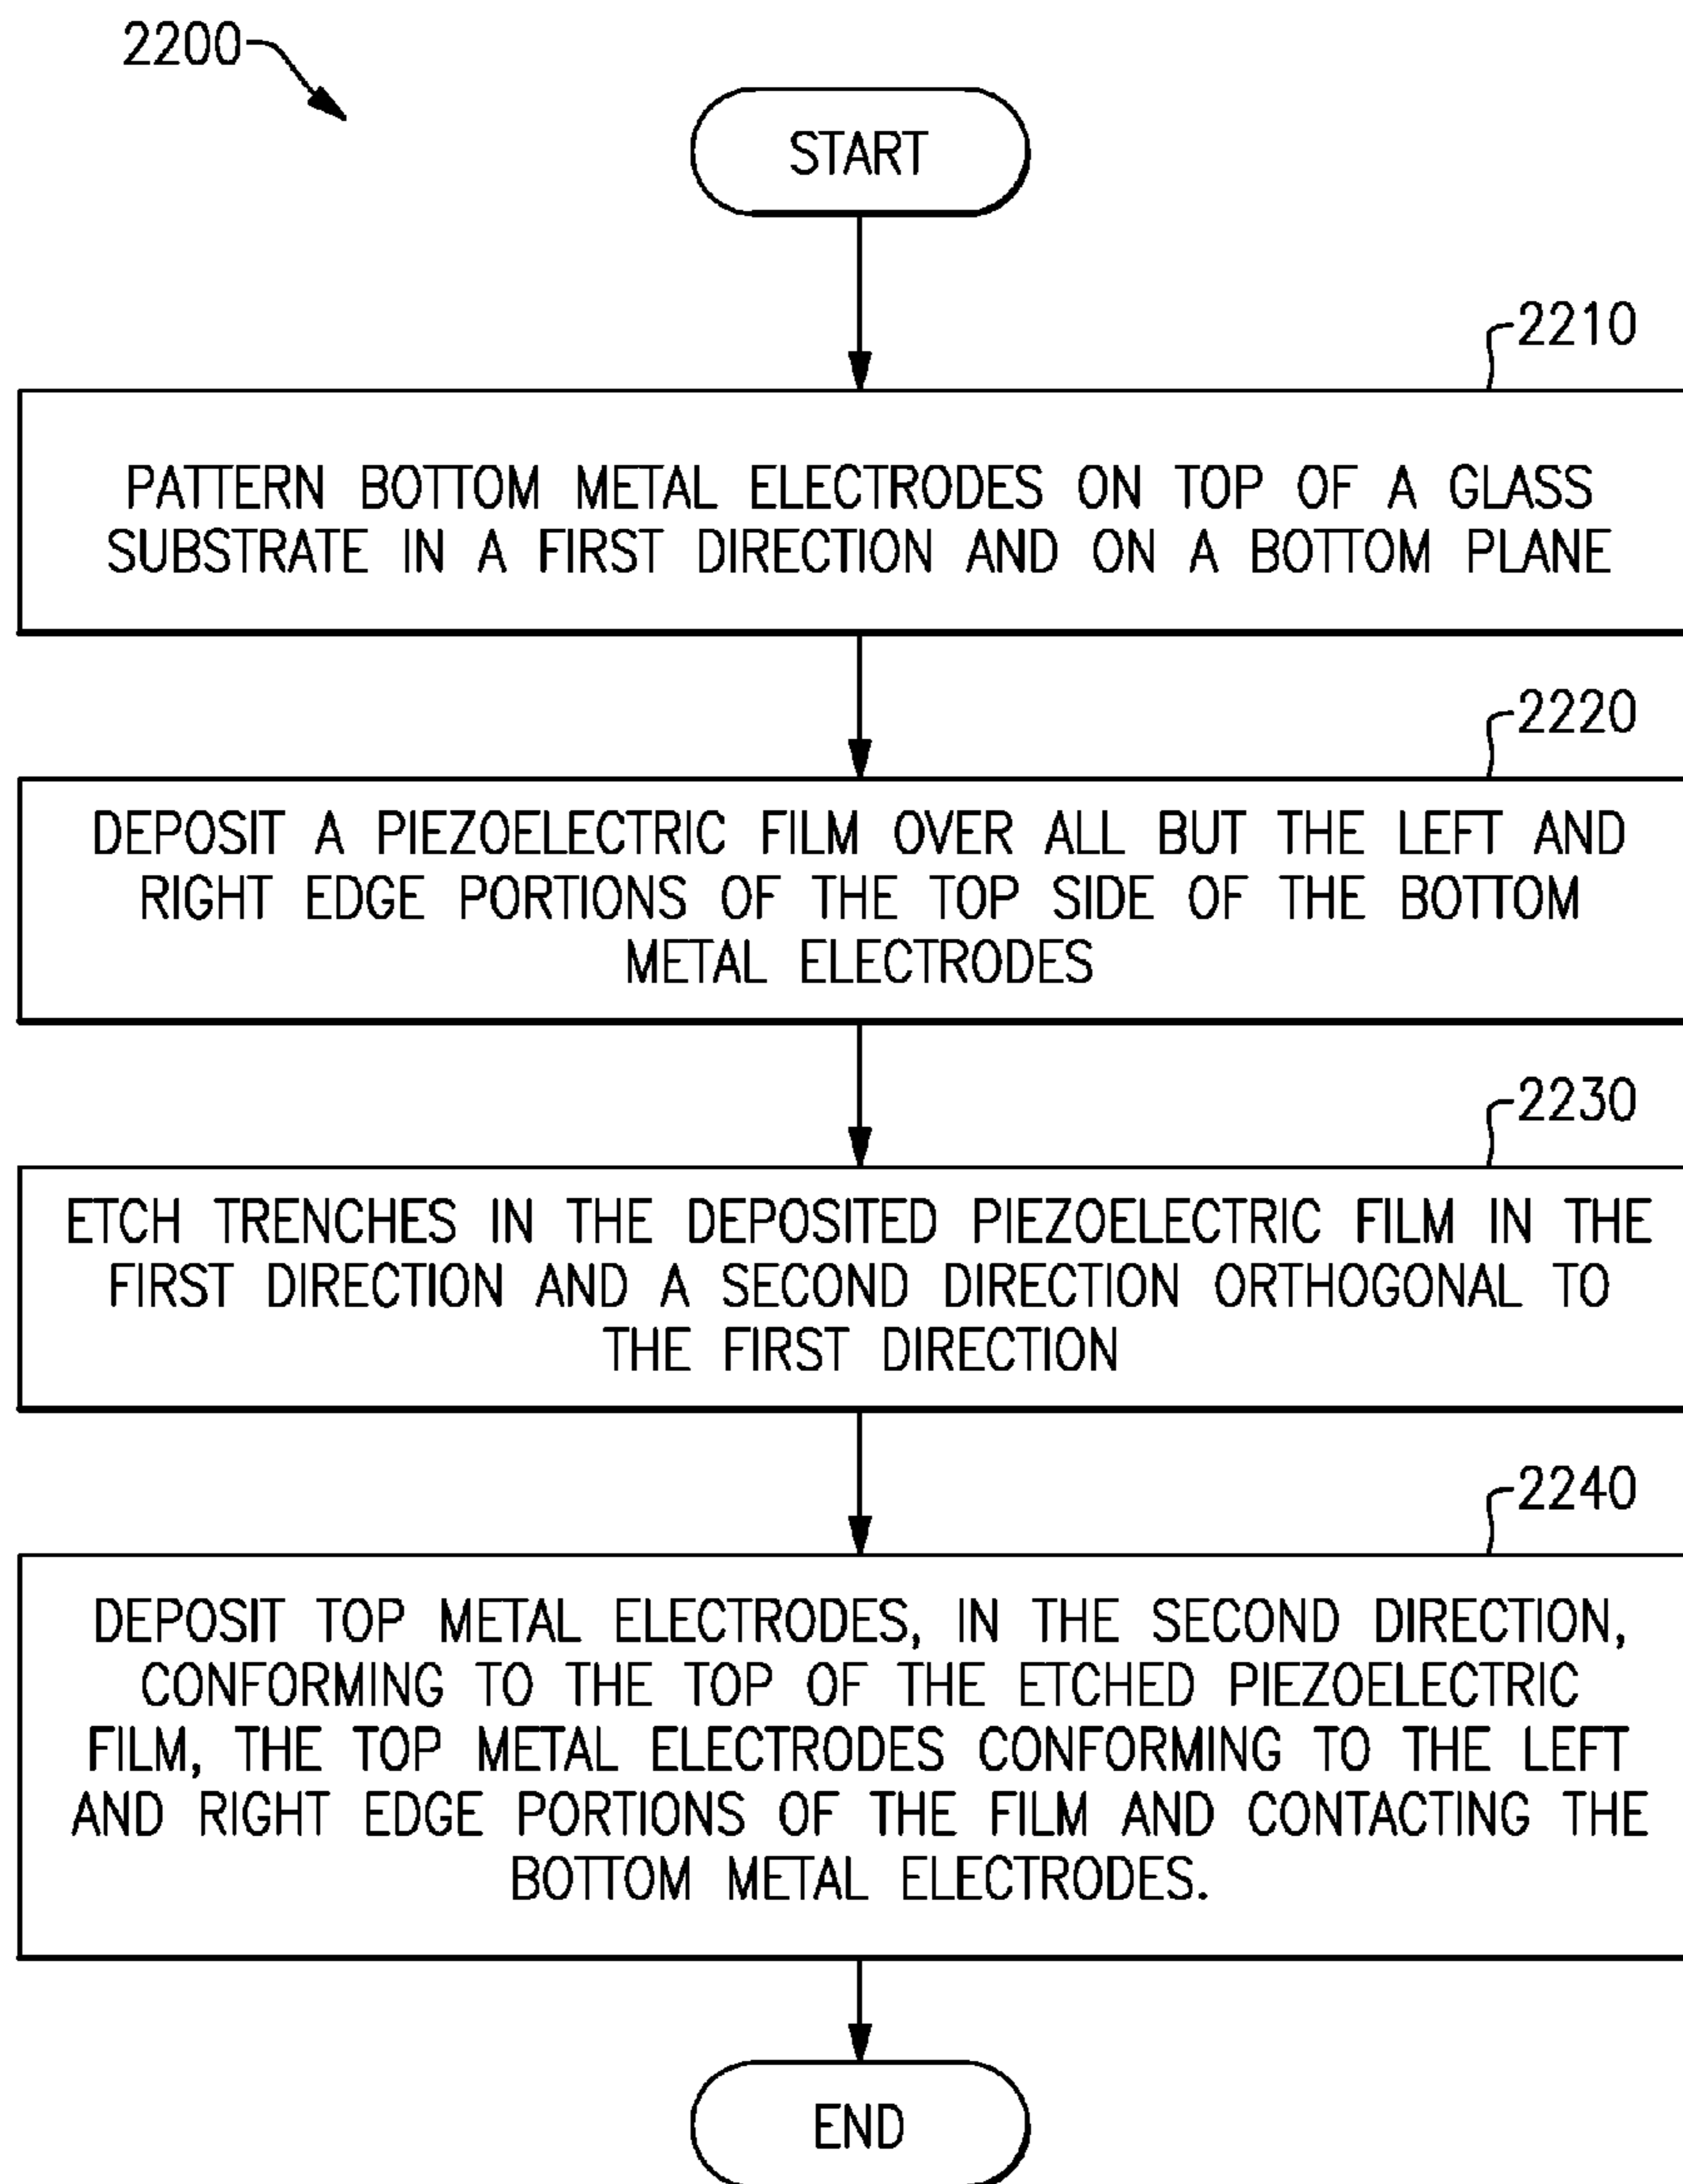 2200
START
2210
PATTERN BOTTOM METAL ELECTRODES ON TOP OF A GLASS
SUBSTRATE IN A FIRST DIRECTION AND ON A BOTTOM PLANE
2220
DEPOSIT A PIEZOELECTRIC FILM OVER ALL BUT THE LEFT AND
RIGHT EDGE PORTIONS OF THE TOP SIDE OF THE BOTTOM
METAL ELECTRODES
2230
ETCH TRENCHES IN THE DEPOSITED PIEZOELECTRIC FILM IN THE
FIRST DIRECTION AND A SECOND DIRECTION ORTHOGONAL TO
THE FIRST DIRECTION
2240
DEPOSIT TOP METAL ELECTRODES, IN THE SECOND DIRECTION,
CONFORMING TO THE TOP OF THE ETCHED PIEZOELECTRIC
FILM, THE TOP METAL ELECTRODES CONFORMING TO THE LEFT
AND RIGHT EDGE PORTIONS OF THE FILM AND CONTACTING THE
BOTTOM METAL ELECTRODES.
END